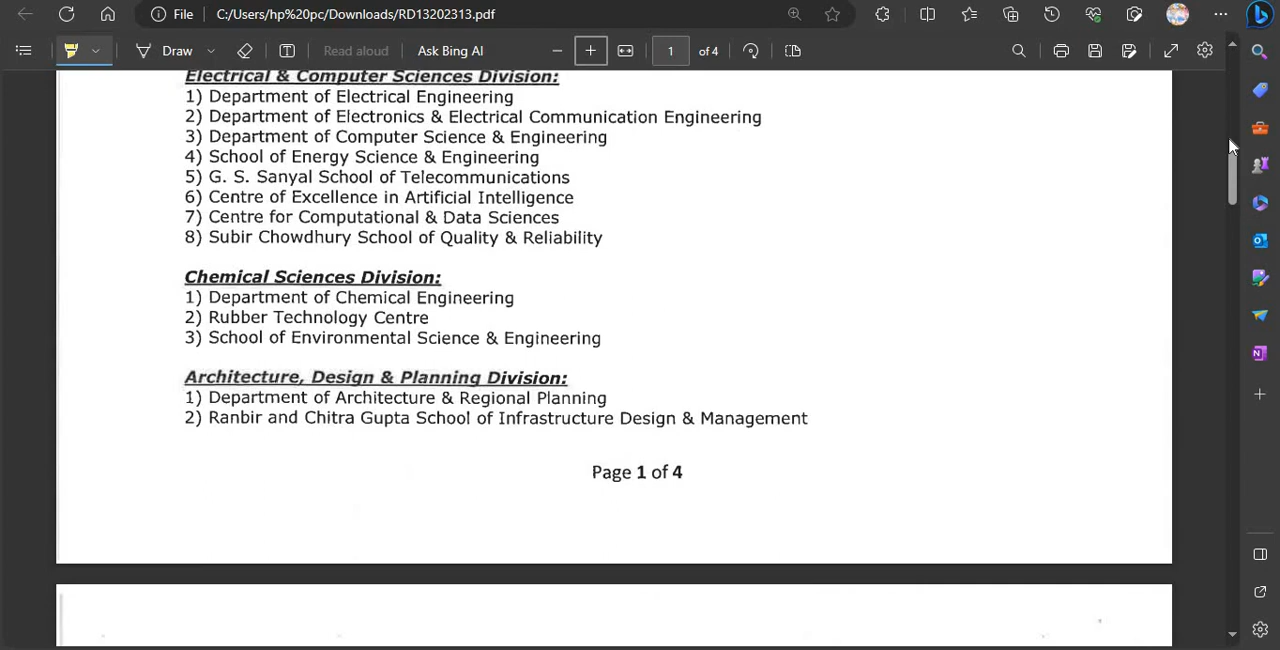 File
C:/Users/hp%20pc/Downloads/RD13202313.pdf
Draw
Read aloud
Ask Bing AI
1
of 4
Electrical & Computer Sciences Division:
1) Department of Electrical Engineering
2) Department of Electronics & Electrical Communication Engineering
3) Department of Computer Science & Engineering
4) School of Energy Science & Engineering
5) G. S. Sanyal School of Telecommunications
6) Centre of Excellence in Artificial Intelligence
7) Centre for Computational & Data Sciences
8) Subir Chowdhury School of Quality & Reliability
Chemical Sciences Division:
1) Department of Chemical Engineering
2) Rubber Technology Centre
3) School of Environmental Science & Engineering
Architecture, Design & Planning Division:
1) Department of Architecture & Regional Planning
2) Ranbir and Chitra Gupta School of Infrastructure Design & Management
Page 1 of 4